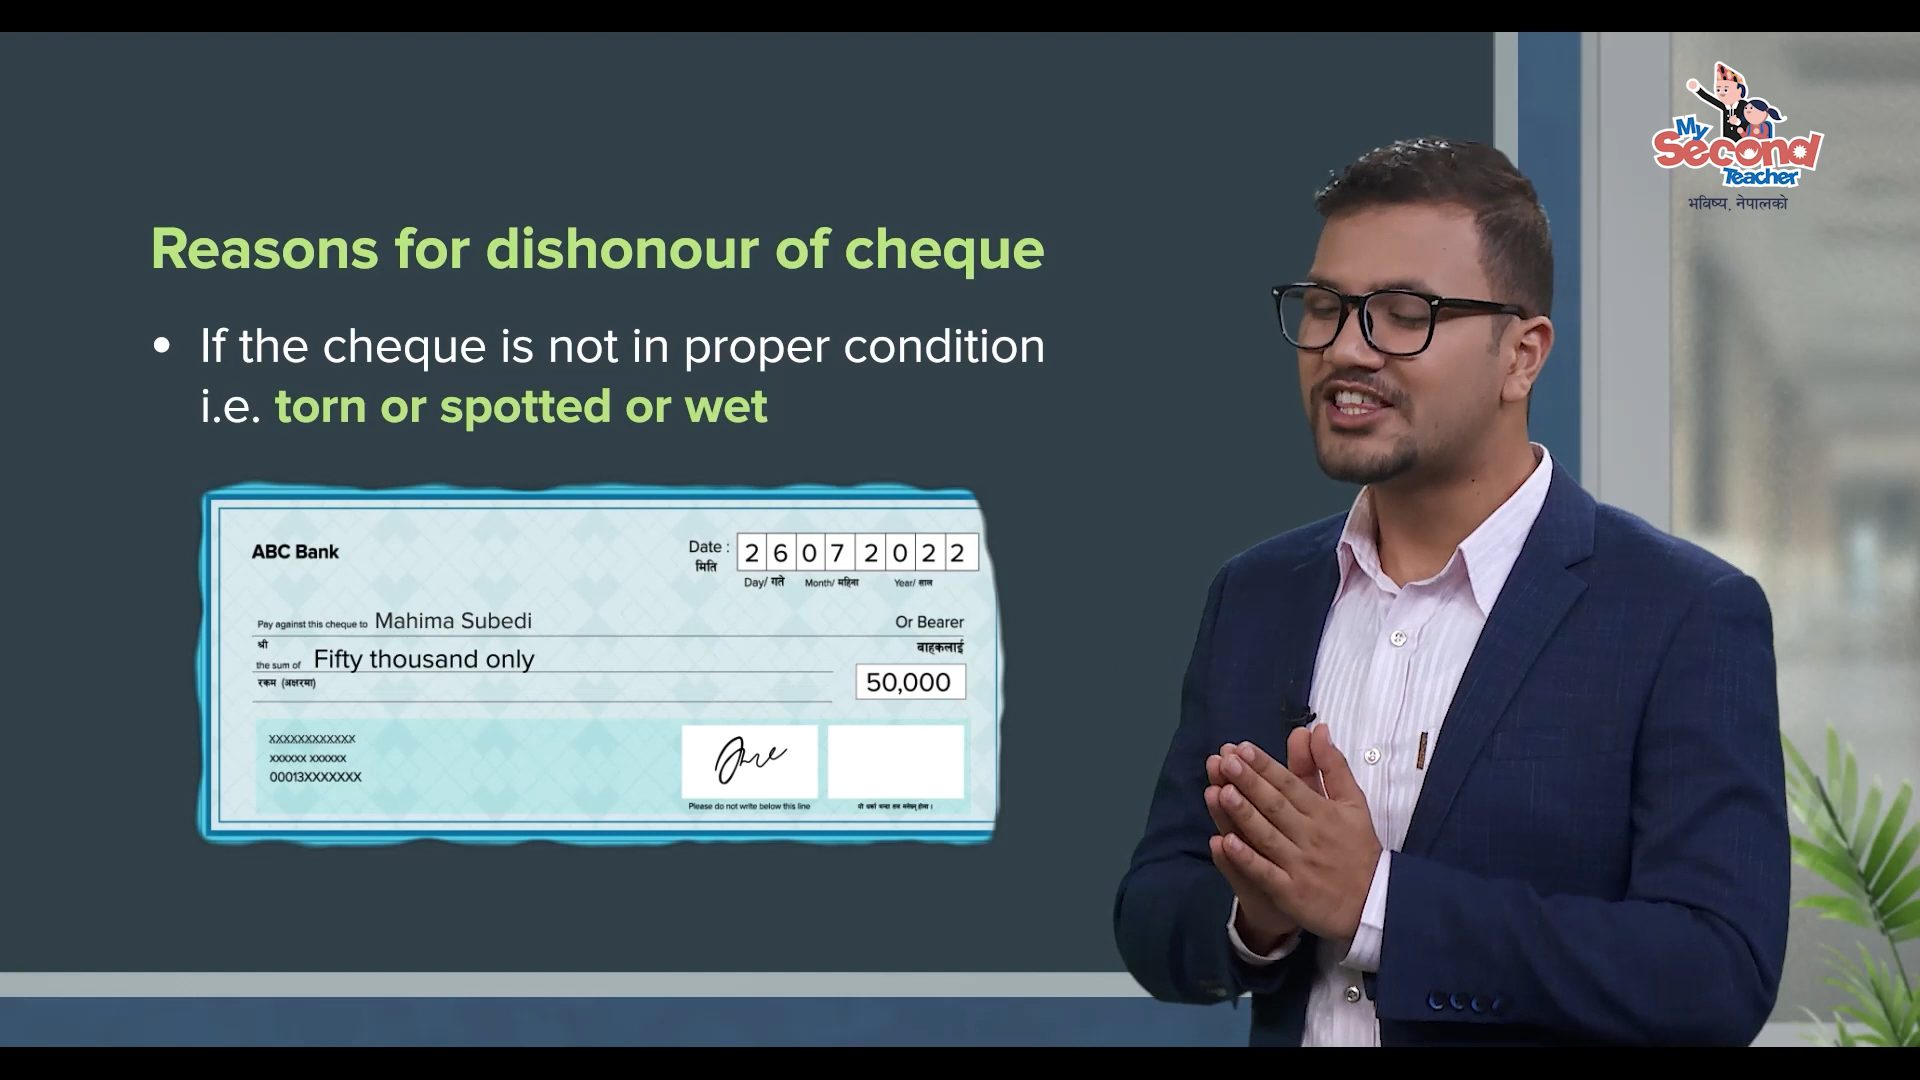 My
Second
Teacher
भविष्य, नेपालको
Reasons for dishonour of cheque
• If the cheque is not in proper condition
i.e. torn or spotted or wet
ABC Bank
Date : 2 6 0 7 2 0 2 2
मिति
Day/ गते Month/ महिना Year/ साल
Pay against this cheque to Mahima Subedi
Or Bearer
श्री
वाहकलाई
the sum of Fifty thousand only
रकम (अक्षरमा)
50,000
XXXXXXXXXXXX
XXXXXX XXXXXX
00013XXXXXXX
Please do not write below this line